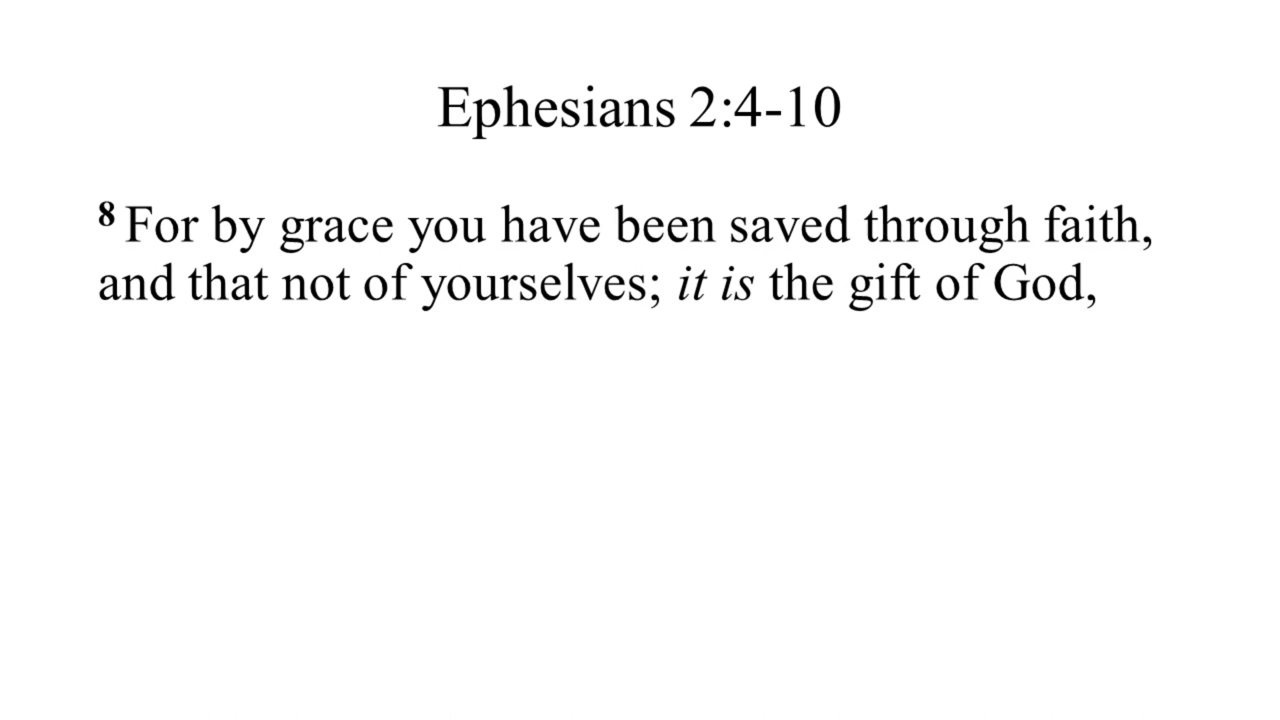 Ephesians 2:4-10
8 For by grace you have been saved through faith,
and that not of yourselves; it is the gift of God,